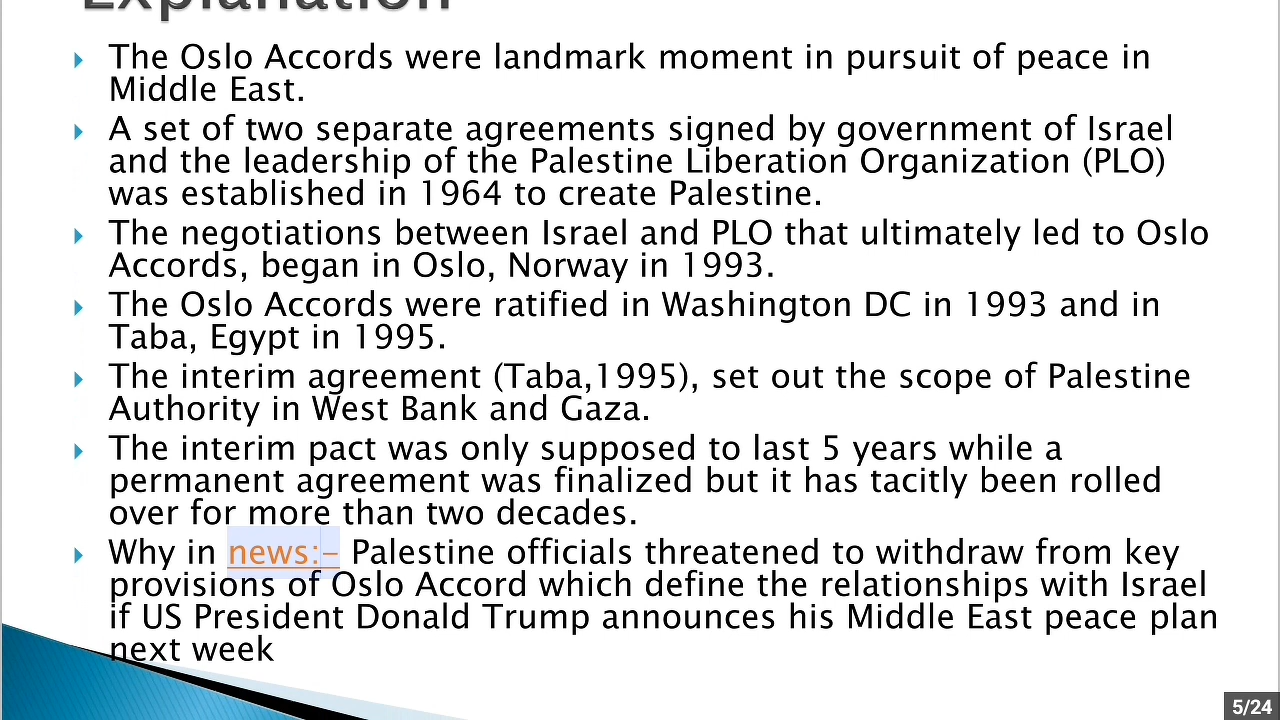 Explanation
The Oslo Accords were landmark moment in pursuit of peace in
Middle East.
A set of two separate agreements signed by government of Israel
and the leadership of the Palestine Liberation Organization (PLO)
was established in 1964 to create Palestine.
The negotiations between Israel and PLO that ultimately led to Oslo
Accords, began in Oslo, Norway in 1993.
The Oslo Accords were ratified in Washington DC in 1993 and in
Taba, Egypt in 1995.
The interim agreement (Taba,1995), set out the scope of Palestine
Authority in West Bank and Gaza.
The interim pact was only supposed to last 5 years while a
permanent agreement was finalized but it has tacitly been rolled
over for more than two decades.
Why in news:- Palestine officials threatened to withdraw from key
provisions of Oslo Accord which define the relationships with Israel
if US President Donald Trump announces his Middle East peace plan
next week
5/24